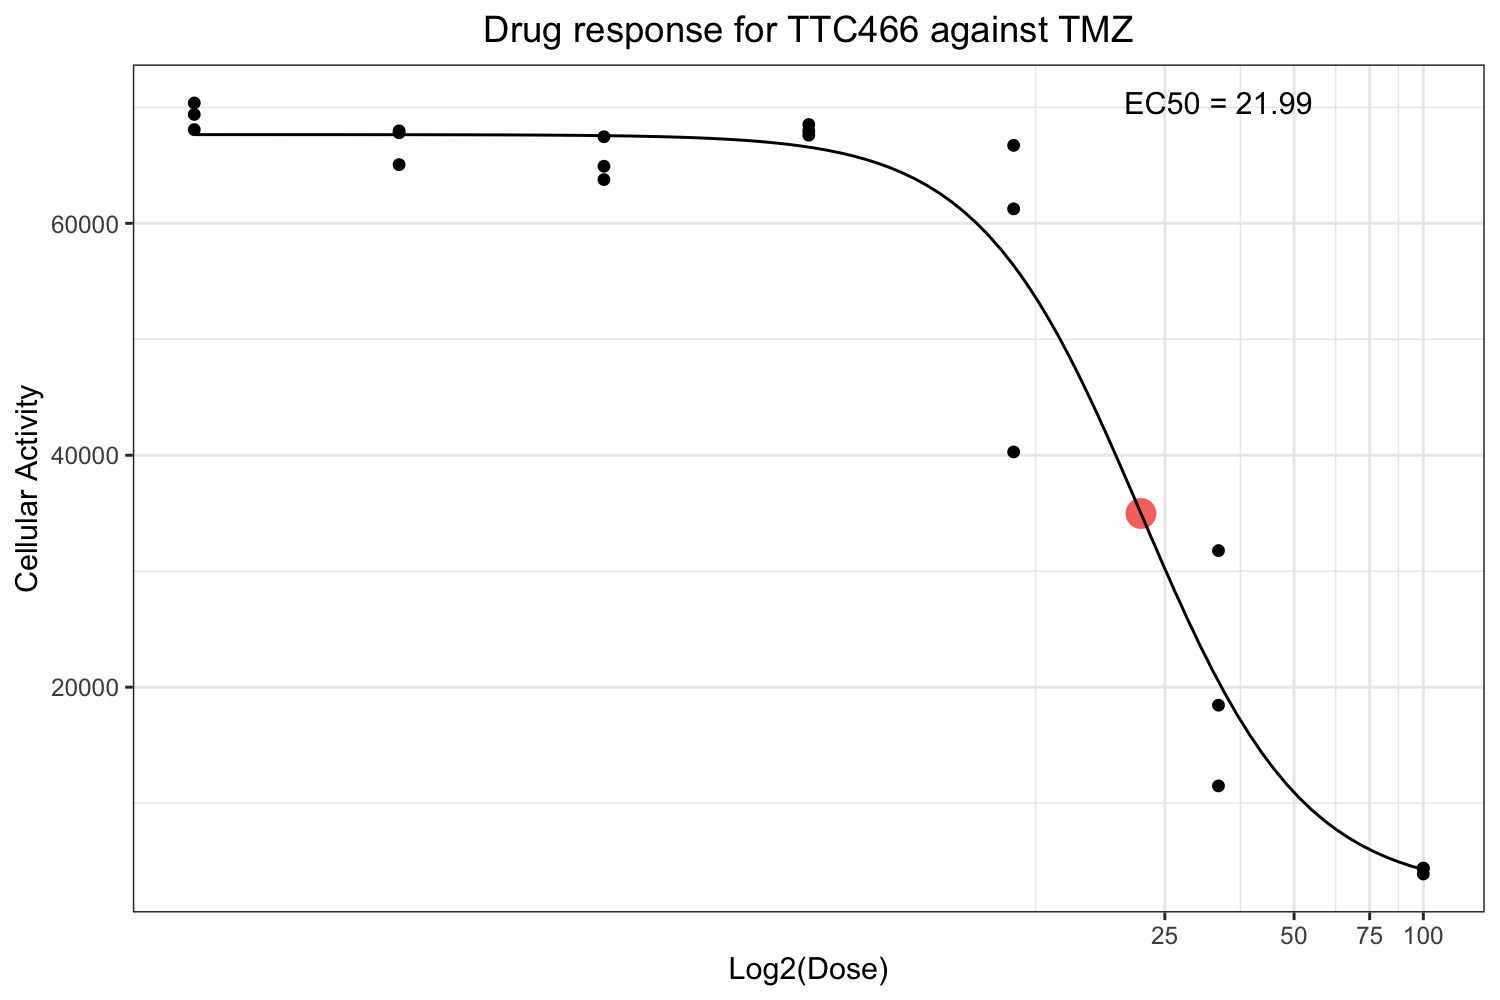 Drug response for TTC466 against TMZ
EC50 = 21.99
60000
40000
20000
Cellular Activity
25 50 75 100
Log2(Dose)